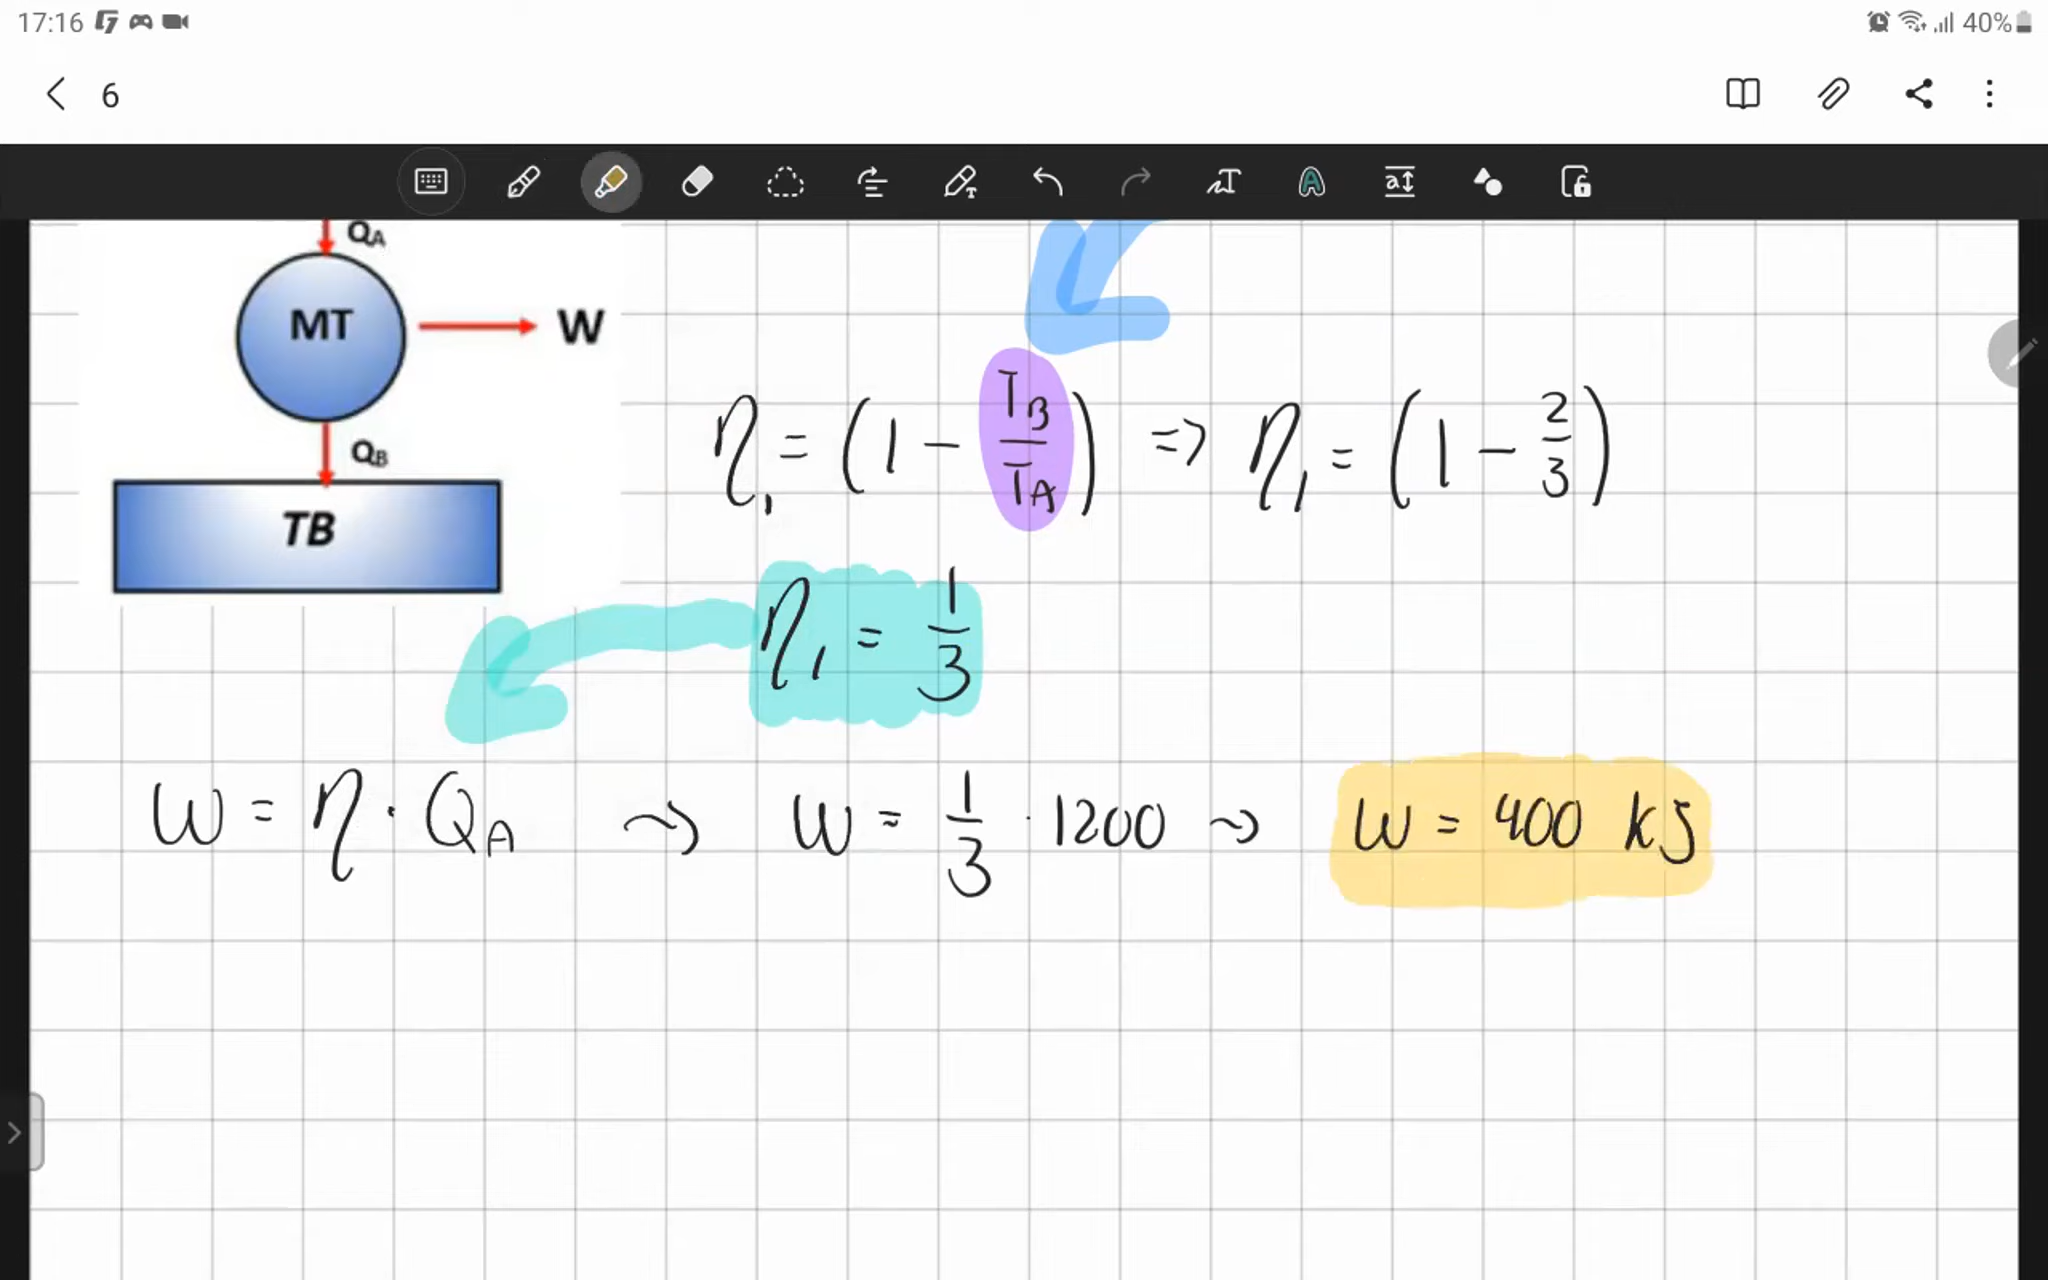 17:16 40%
6
QA
MT W
QB
TB
η₁ = (1 - TB/TA) => η₁ = (1 - 2/3)
η₁ = 1/3
W = η · QA ~> W = 1/3 · 1200 ~> W = 400 kJ